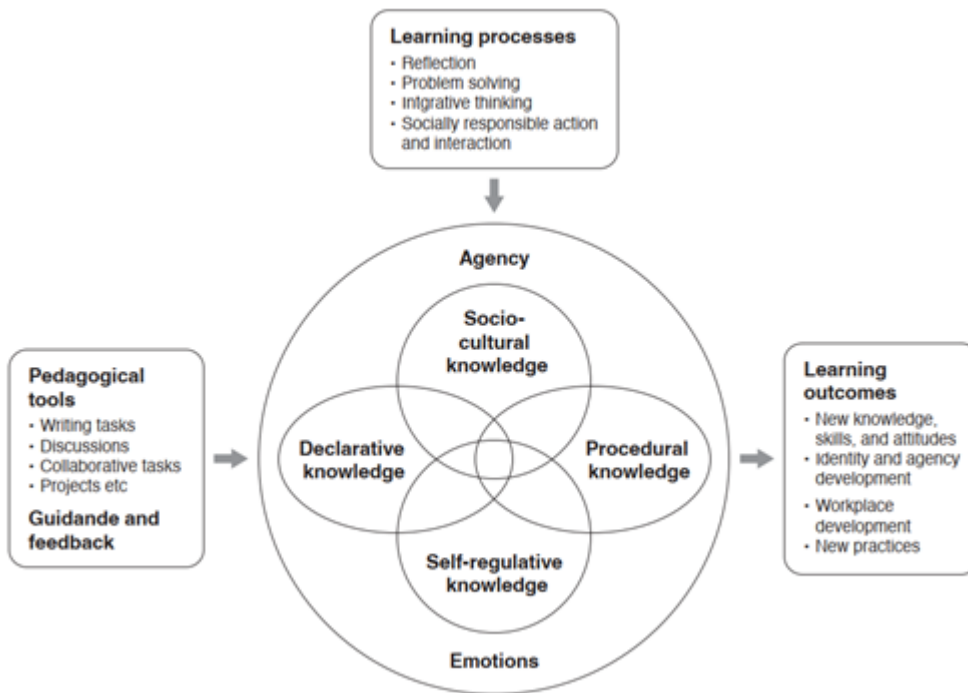 Learning processes
• Reflection
• Problem solving
• Intgrative thinking
• Socially responsible action
and interaction
Agency
Socio-
cultural
knowledge
Pedagogical
tools
• Writing tasks
• Discussions
• Collaborative tasks
• Projects etc
Guidande and
feedback
Declarative
knowledge
Procedural
knowledge
Self-regulative
knowledge
Emotions
Learning
outcomes
• New knowledge,
skills, and attitudes
• Identity and agency
development
• Workplace
development
• New practices